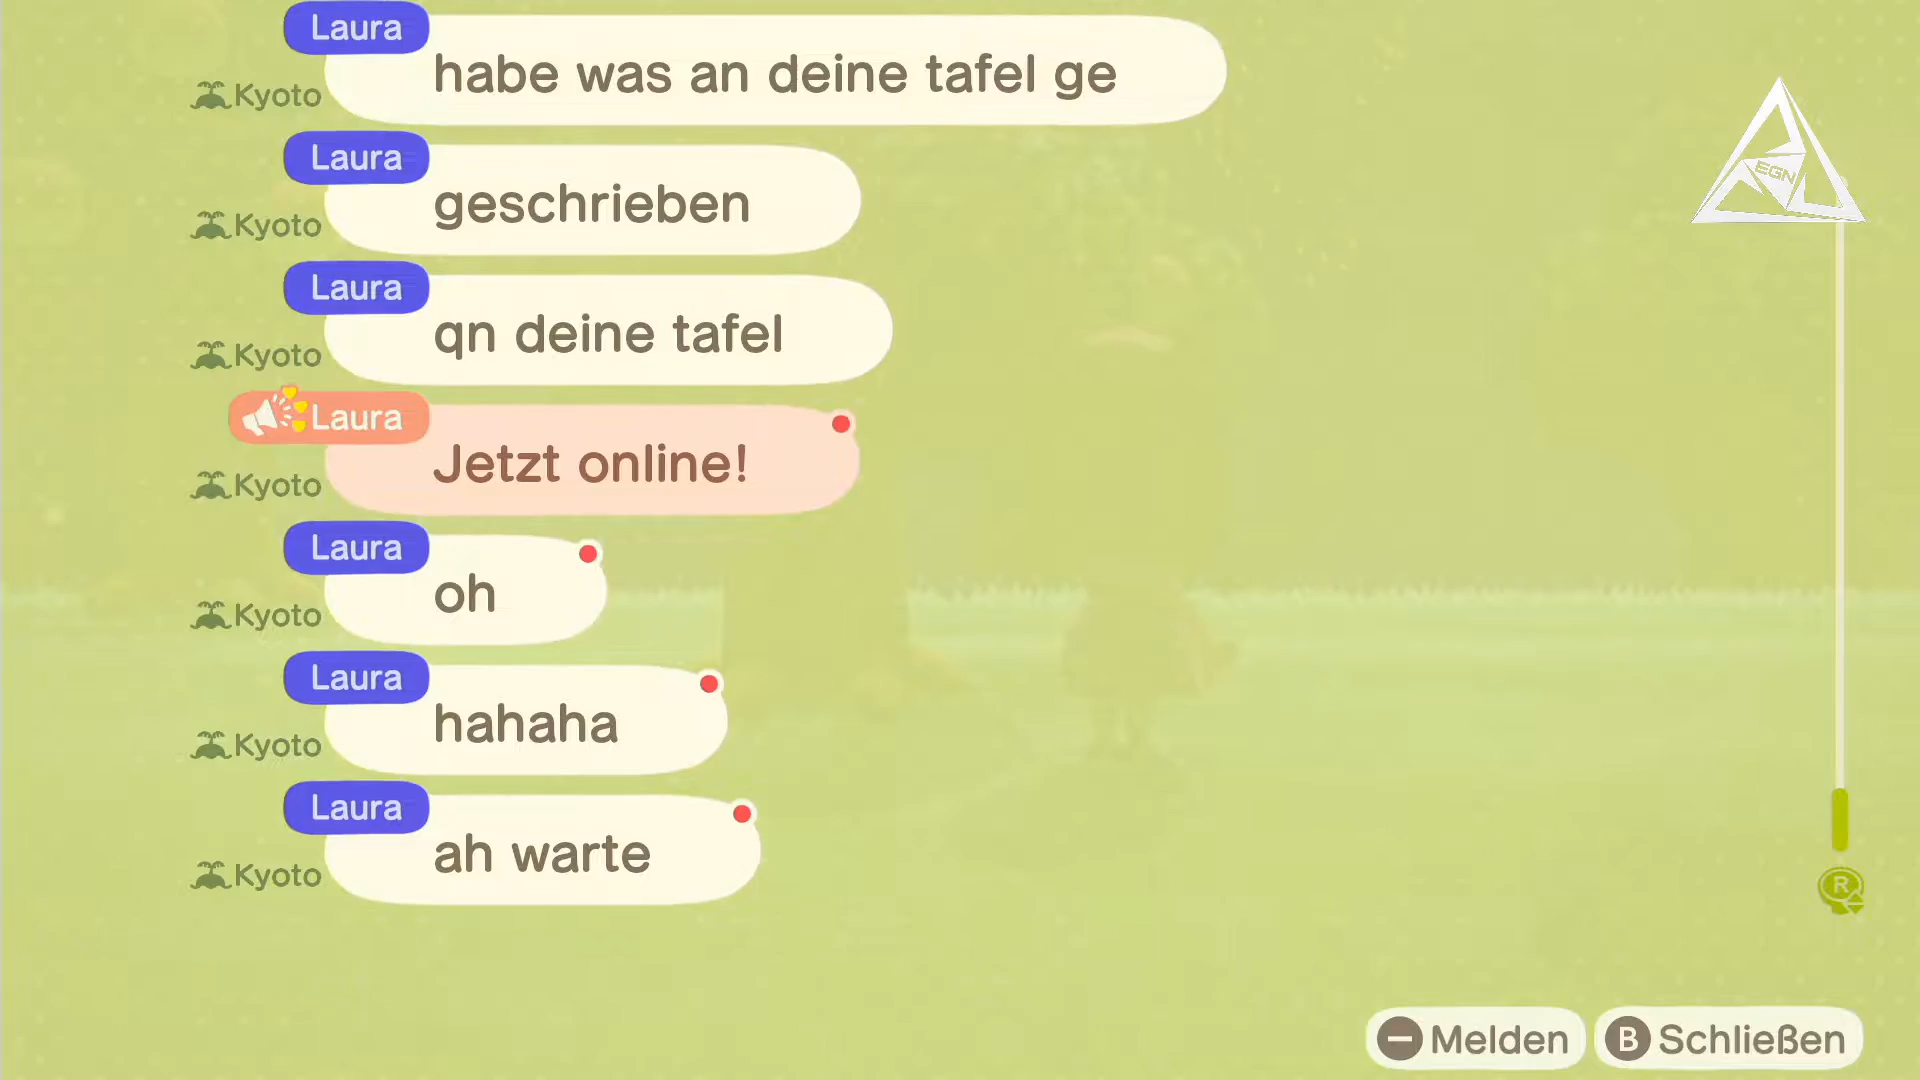 Laura
habe was an deine tafel ge
Kyoto
Laura
geschrieben
Kyoto
Laura
qn deine tafel
Kyoto
Laura
Jetzt online!
Kyoto
Laura
oh
Kyoto
Laura
hahaha
Kyoto
Laura
ah warte
Kyoto
EGN
R
Melden
B Schließen